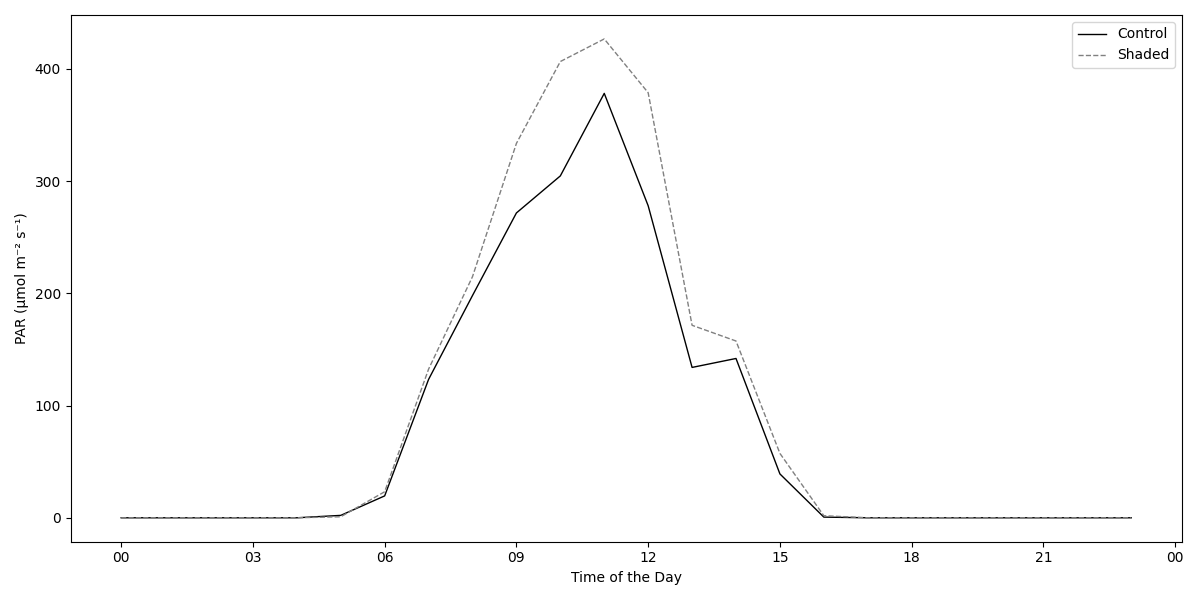 Control
Shaded
PAR (μmol m⁻² s⁻¹)
400
300
200
100
0
00 03 06 09 12 15 18 21 00
Time of the Day